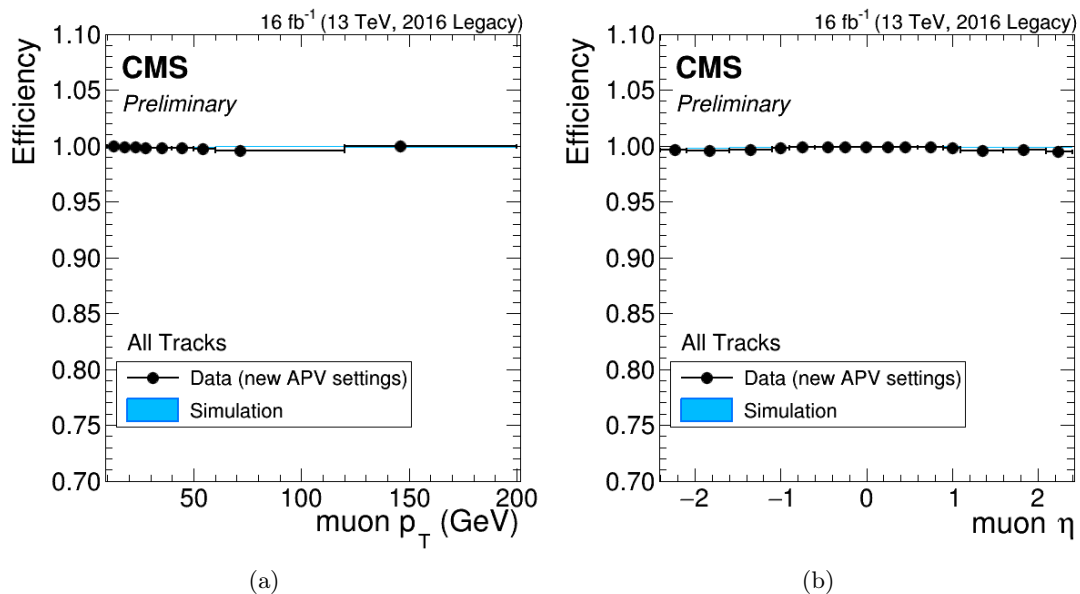 16 fb-1 (13 TeV, 2016 Legacy)
Efficiency
1.10
1.05
1.00
0.95
0.90
0.85
0.80
0.75
0.70
CMS
Preliminary
All Tracks
Data (new APV settings)
Simulation
50 100 150 200
muon pT (GeV)
(a)
16 fb-1 (13 TeV, 2016 Legacy)
Efficiency
1.10
1.05
1.00
0.95
0.90
0.85
0.80
0.75
0.70
CMS
Preliminary
All Tracks
Data (new APV settings)
Simulation
−2 −1 0 1 2
muon η
(b)